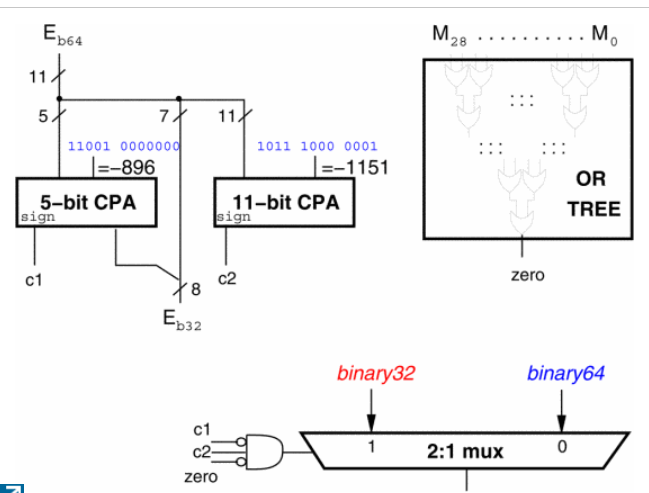 E_b64
M_28 .......... M_0
11
5
7
11
11001 0000000
=−896
1011 1000 0001
=−1151
5−bit CPA
sign
11−bit CPA
sign
OR
TREE
c1
8
c2
zero
E_b32
binary32
binary64
c1
c2
zero
1
2:1 mux
0